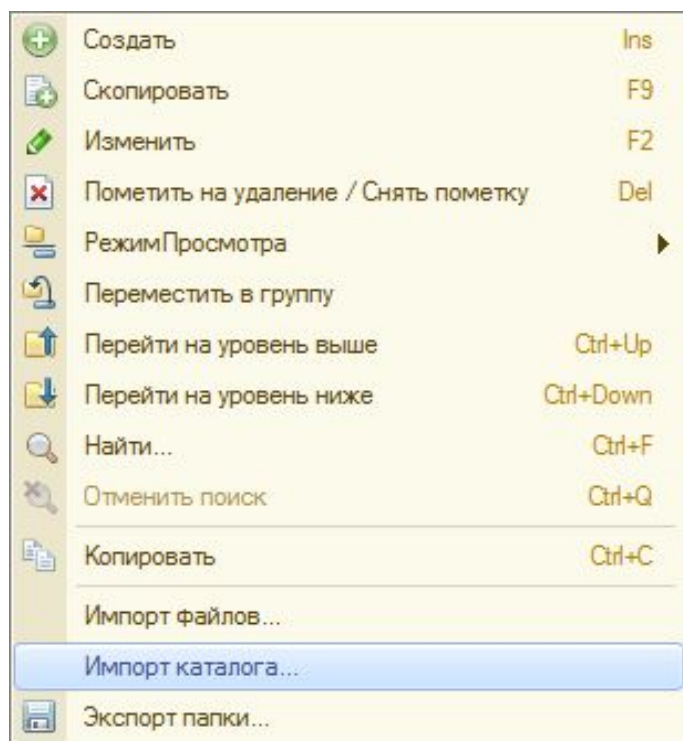 Создать Ins
Скопировать F9
Изменить F2
Пометить на удаление / Снять пометку Del
РежимПросмотра
Переместить в группу
Перейти на уровень выше Ctrl+Up
Перейти на уровень ниже Ctrl+Down
Найти... Ctrl+F
Отменить поиск Ctrl+Q
Копировать Ctrl+C
Импорт файлов...
Импорт каталога...
Экспорт папки...